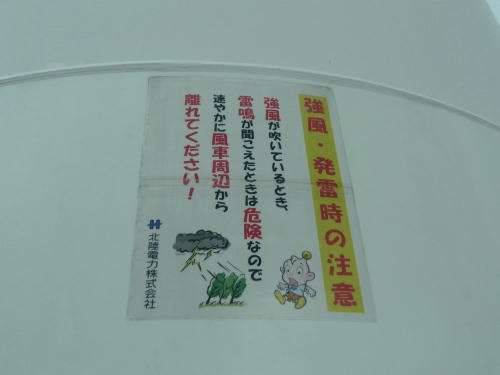 強風・発雷時の注意
強風が吹いているとき、
雷鳴が聞こえたときは危険なので
速やかに風車周辺から
離れてください！
北陸電力株式会社